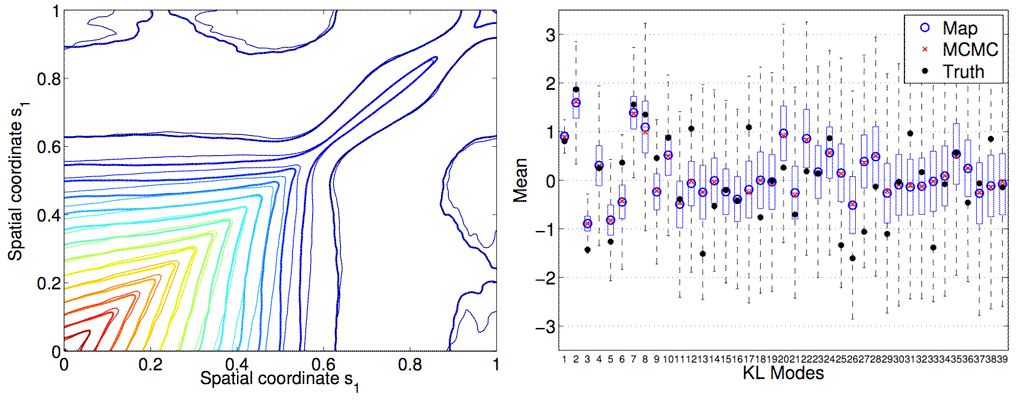 1
0.8
0.6
0.4
0.2
0
0 0.2 0.4 0.6 0.8 1
Spatial coordinate s1
Spatial coordinate s1
3
2
1
0
−1
−2
−3
Mean
Map
MCMC
Truth
1 2 3 4 5 6 7 8 9 10 11 12 13 14 15 16 17 18 19 20 21 22 23 24 25 26 27 28 29 30 31 32 33 34 35 36 37 38 39
KL Modes